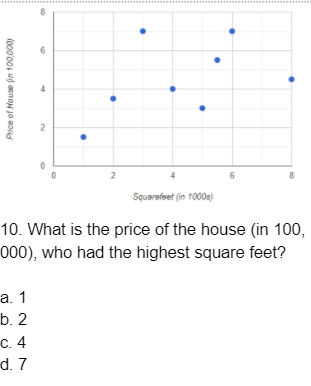 8
6
4
2
0
0 2 4 6 8
Price of House (in 100,000)
Squarefeet (in 1000s)
10. What is the price of the house (in 100,
000), who had the highest square feet?
a. 1
b. 2
c. 4
d. 7